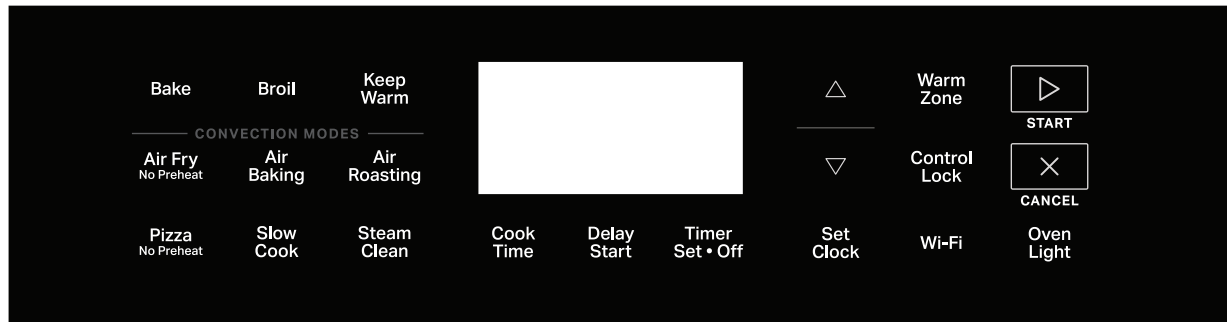 Bake
Broil
Keep
Warm
CONVECTION MODES
Air Fry
No Preheat
Air
Baking
Air
Roasting
Pizza
No Preheat
Slow
Cook
Steam
Clean
Cook
Time
Delay
Start
Timer
Set • Off
Set
Clock
Warm
Zone
Control
Lock
Wi-Fi
START
CANCEL
Oven
Light